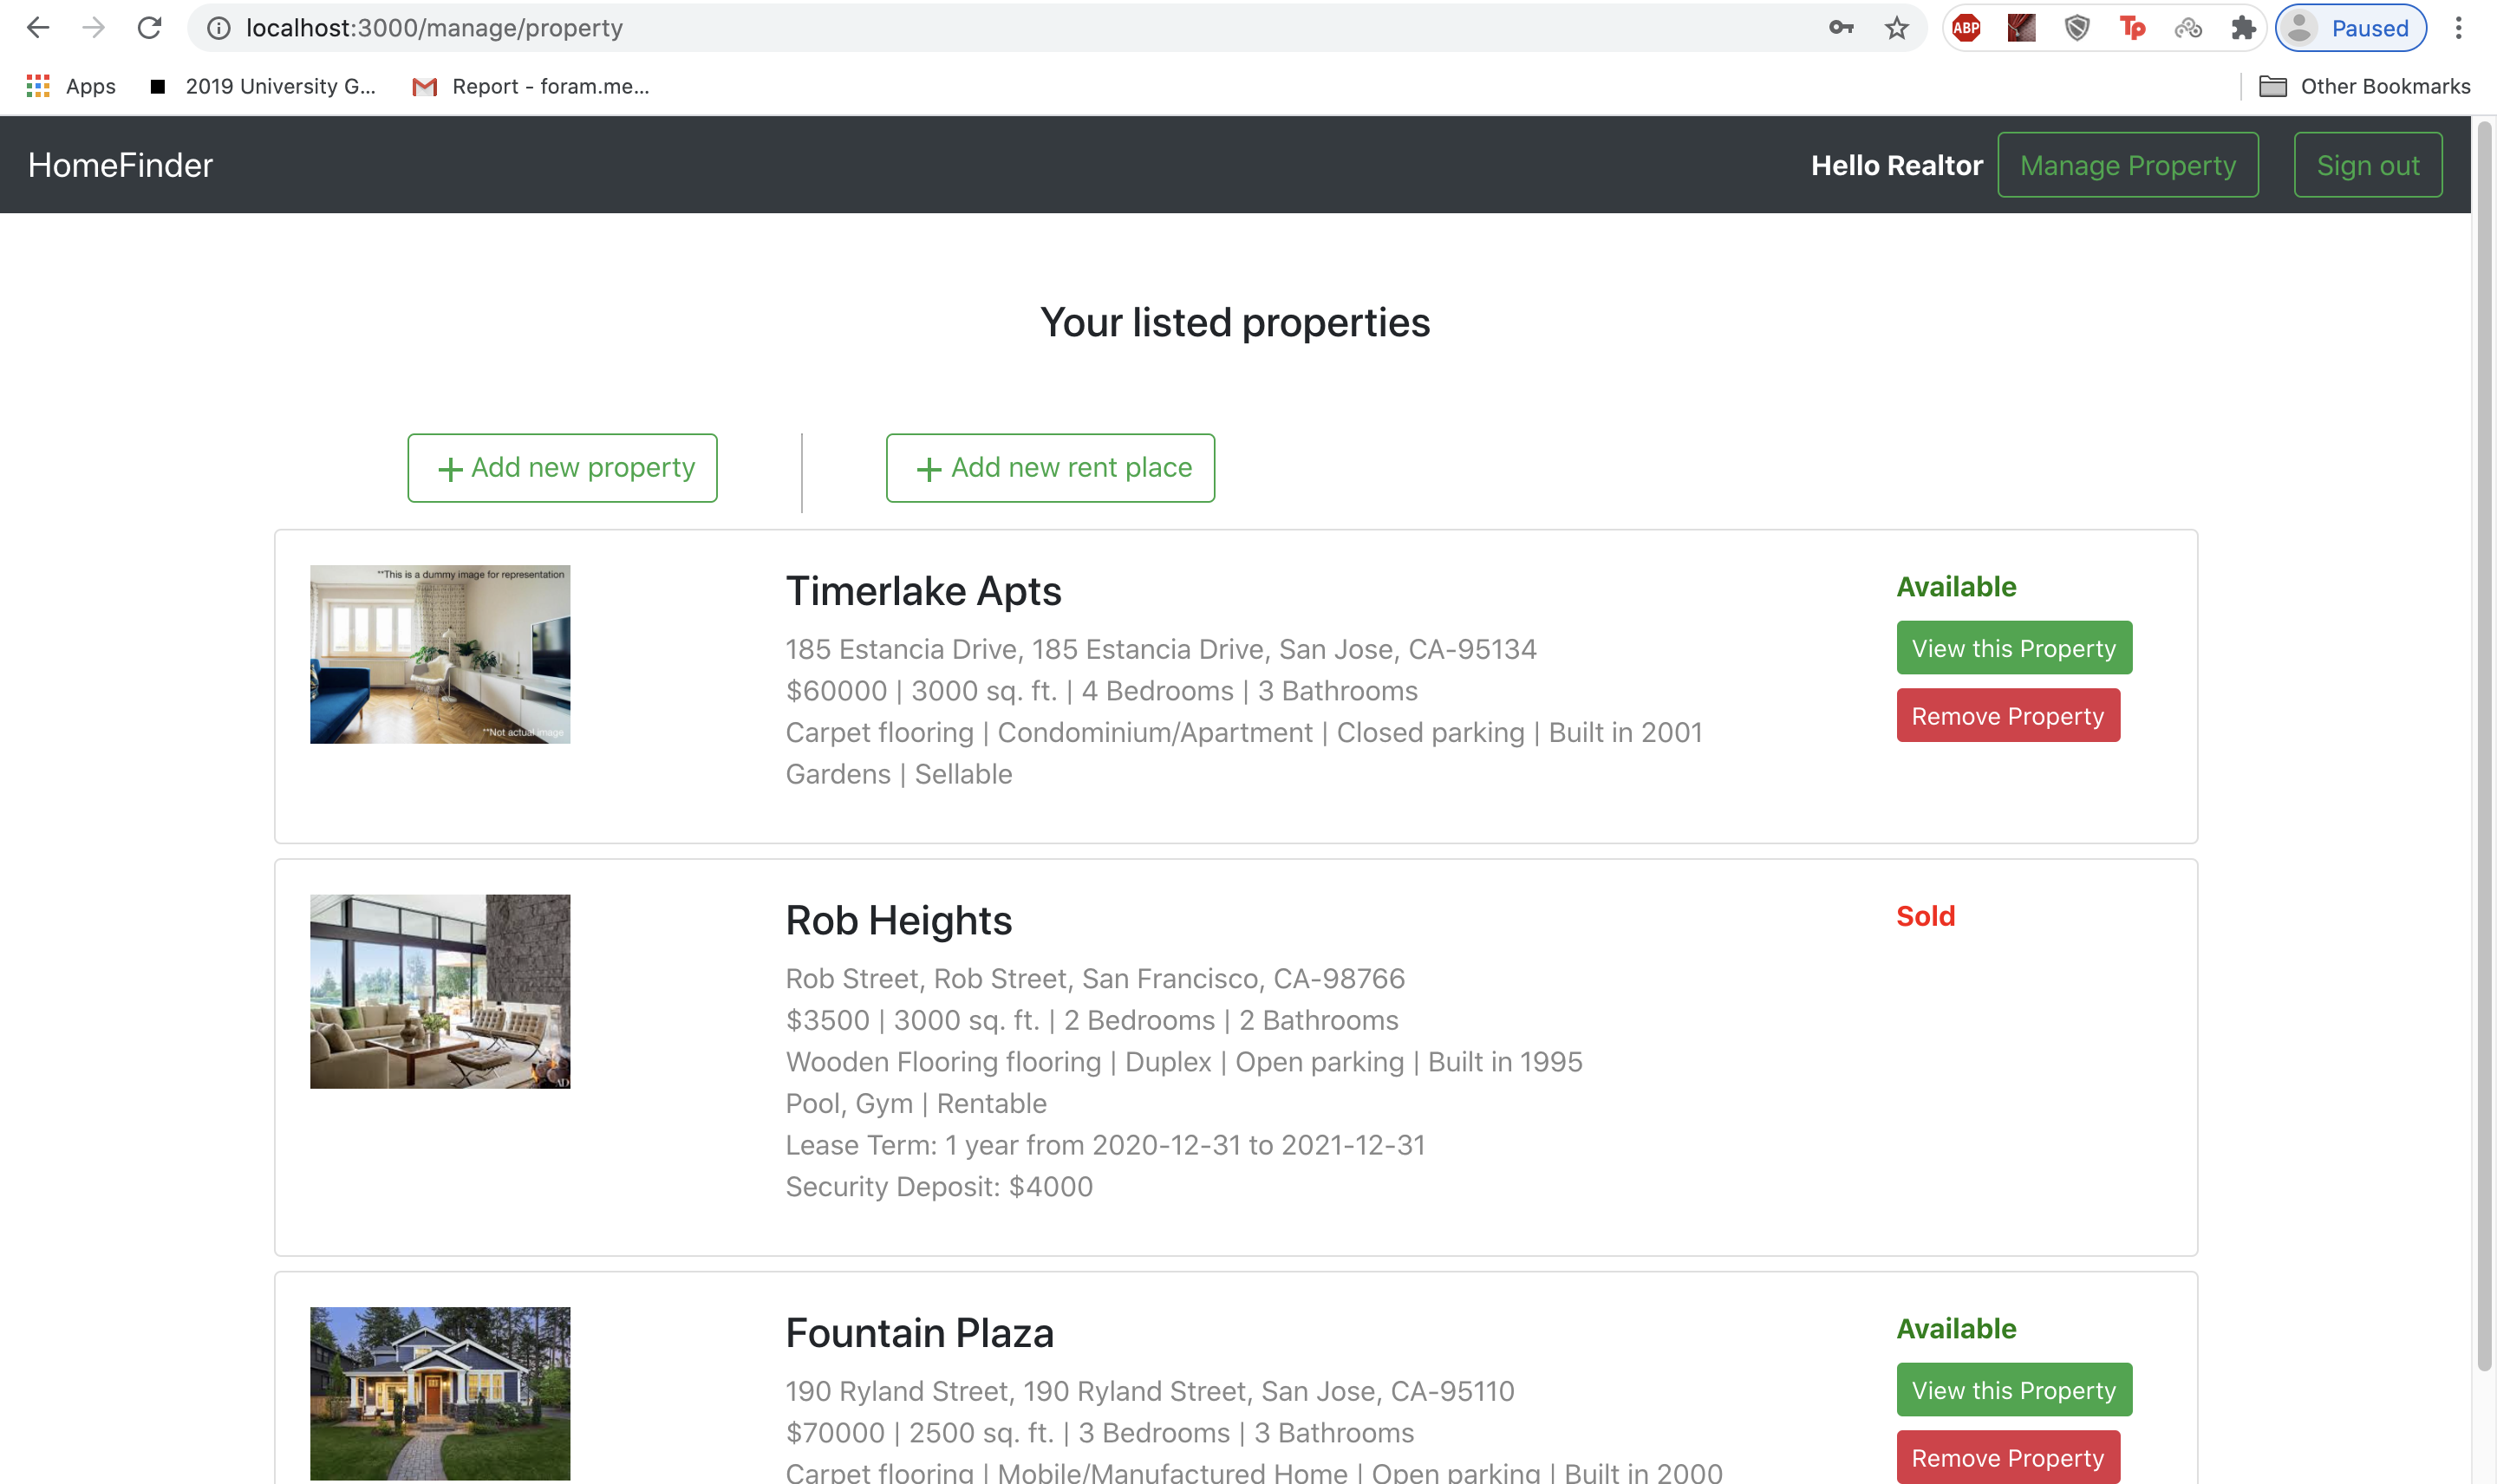 localhost:3000/manage/property
ABP
Tp
Paused
Apps
2019 University G...
Report - foram.me...
Other Bookmarks
HomeFinder
Hello Realtor
Manage Property
Sign out
Your listed properties
+ Add new property
+ Add new rent place
**This is a dummy image for representation
**Not actual image
Timerlake Apts
185 Estancia Drive, 185 Estancia Drive, San Jose, CA-95134
$60000 | 3000 sq. ft. | 4 Bedrooms | 3 Bathrooms
Carpet flooring | Condominium/Apartment | Closed parking | Built in 2001
Gardens | Sellable
Available
View this Property
Remove Property
AD
Rob Heights
Rob Street, Rob Street, San Francisco, CA-98766
$3500 | 3000 sq. ft. | 2 Bedrooms | 2 Bathrooms
Wooden Flooring flooring | Duplex | Open parking | Built in 1995
Pool, Gym | Rentable
Lease Term: 1 year from 2020-12-31 to 2021-12-31
Security Deposit: $4000
Sold
Fountain Plaza
190 Ryland Street, 190 Ryland Street, San Jose, CA-95110
$70000 | 2500 sq. ft. | 3 Bedrooms | 3 Bathrooms
Carpet flooring | Mobile/Manufactured Home | Open parking | Built in 2000
Available
View this Property
Remove Property